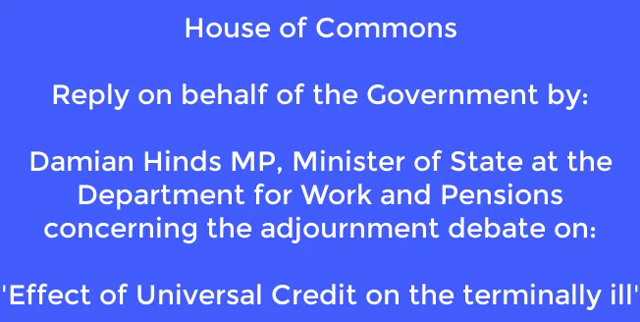 House of Commons
Reply on behalf of the Government by:
Damian Hinds MP, Minister of State at the
Department for Work and Pensions
concerning the adjournment debate on:
'Effect of Universal Credit on the terminally ill'